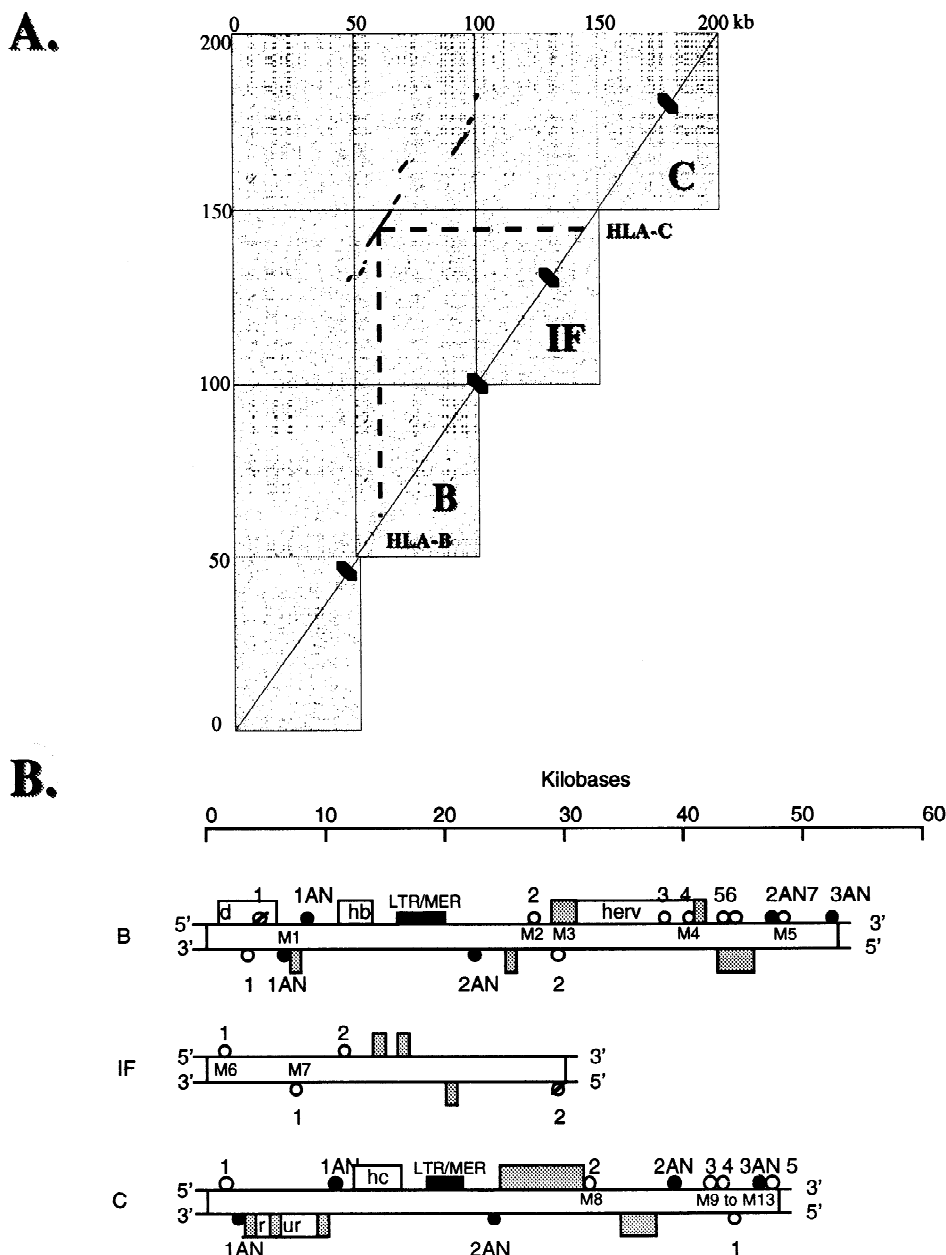 A.
0 50 100 150 200 kb
200
C
150
HLA-C
IF
100
B
HLA-B
50
0
B.
Kilobases
0 10 20 30 40 50 60
d 1 1AN hb LTR/MER 2 herv 3 4 56 2AN7 3AN
5' 3'
B M1 M2 M3 M4 M5
3' 5'
1 1AN 2AN 2
1 2
5' 3'
IF M6 M7
3' 5'
1 2
1 1AN hc LTR/MER 2 2AN 3 4 3AN 5
5' 3'
C M8 M9 to M13
3' r ur 5'
1AN 2AN 1